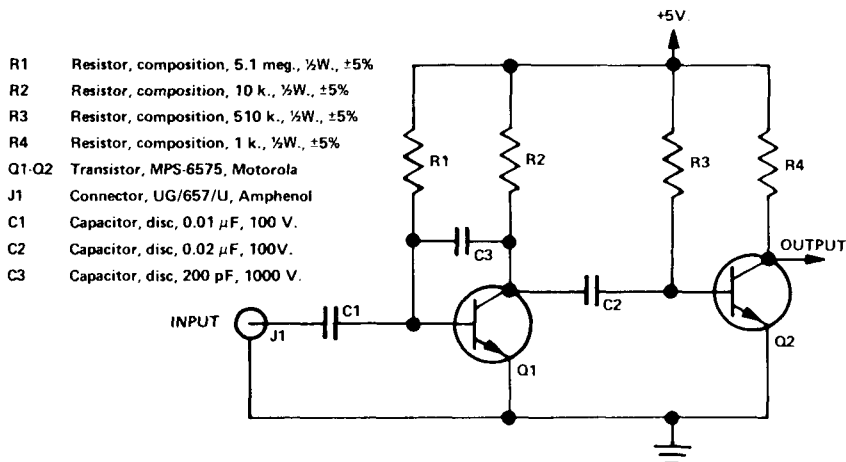 R1 Resistor, composition, 5.1 meg., ½W., ±5%
R2 Resistor, composition, 10 k., ½W., ±5%
R3 Resistor, composition, 510 k., ½W., ±5%
R4 Resistor, composition, 1 k., ½W., ±5%
Q1-Q2 Transistor, MPS-6575, Motorola
J1 Connector, UG/657/U, Amphenol
C1 Capacitor, disc, 0.01 μF, 100 V.
C2 Capacitor, disc, 0.02 μF, 100V.
C3 Capacitor, disc, 200 pF, 1000 V.
+5V.
R1
R2
R3
R4
C3
OUTPUT
C2
C1
INPUT
J1
Q2
Q1